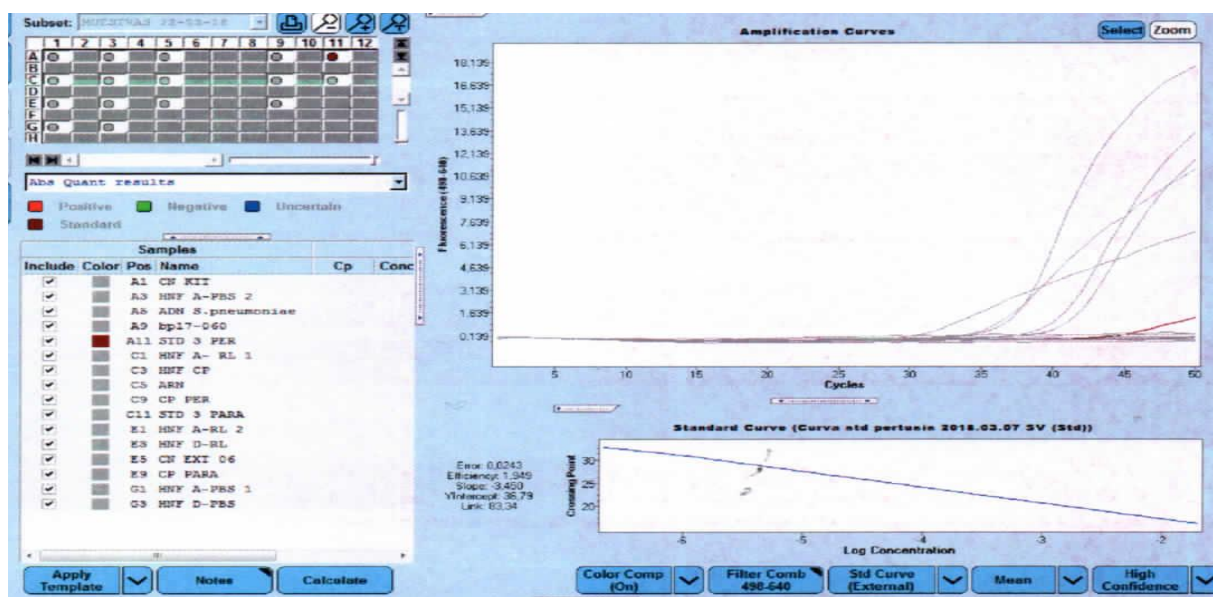 Subset: MUESTRAS
1 2 3 4 5 6 7 8 9 10 11 12
A
B
C
D
E
F
G
H
Abs Quant results
Positive Negative Uncertain
Standard
Samples
Include Color Pos Name Cp Conc
A1 CN KIT
A3 HNF A-PBS 2
A5 ADN S.pneumoniae
A9 bp17-060
A11 STD 3 PER
C1 HNF A- RL 1
C3 HNF CP
C5 ARN
C9 CP PER
C11 STD 3 PARA
E1 HNF A-RL 2
E3 HNF D-RL
E5 CN EXT 06
E9 CP PARA
G1 HNF A-PBS 1
G3 HNF D-PBS
Apply Template
Notes
Calculate
Amplification Curves
Select Zoom
Fluorescence (498-640)
18,139
16,639
15,139
13,639
12,139
10,639
9,139
7,639
6,139
4,639
3,139
1,639
0,139
5 10 15 20 25 30 35 40 45 50
Cycles
Standard Curve (Curva std pertusin 2018.03.07 SV (Std))
Error: 0,0243
Efficiency: 1,949
Slope: -3,450
YIntercept: 36,79
Link: 83,34
Crossing Point
30
25
20
-6 -5 -4 -3 -2
Log Concentration
Color Comp (On)
Filter Comb 498-640
Std Curve (External)
Mean
High Confidence